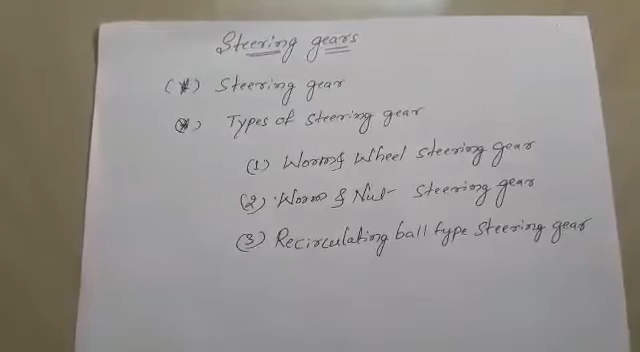 Steering gears
(*) Steering gear
(*) Types of Steering gear
(1) Worm & Wheel Steering gear
(2) Worm & Nut Steering gear
(3) Recirculating ball type Steering gear